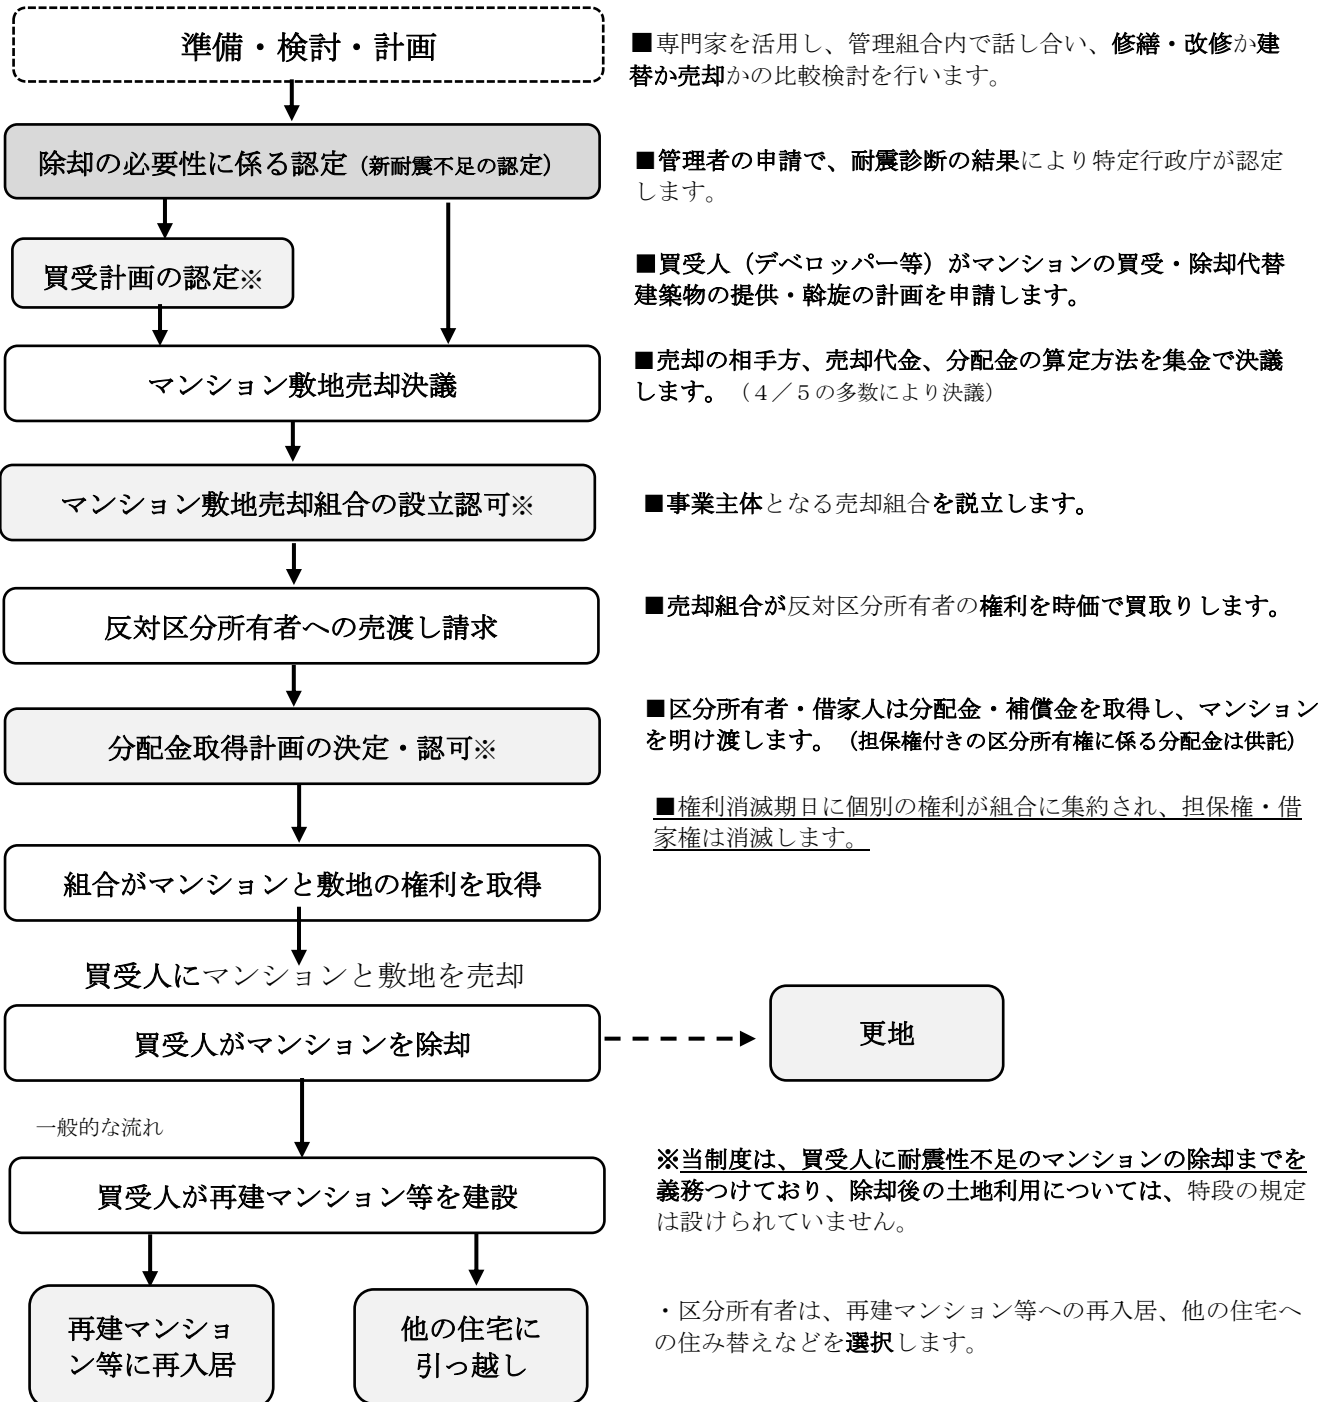 準備・検討・計画
■専門家を活用し、管理組合内で話し合い、修繕・改修か建
替か売却かの比較検討を行います。
除却の必要性に係る認定（新耐震不足の認定）
■管理者の申請で、耐震診断の結果により特定行政庁が認定
します。
買受計画の認定※
■買受人（デベロッパー等）がマンションの買受・除却代替
建築物の提供・斡旋の計画を申請します。
マンション敷地売却決議
■売却の相手方、売却代金、分配金の算定方法を集金で決議
します。（４／５の多数により決議）
マンション敷地売却組合の設立認可※
■事業主体となる売却組合を説立します。
反対区分所有者への売渡し請求
■売却組合が反対区分所有者の権利を時価で買取りします。
分配金取得計画の決定・認可※
■区分所有者・借家人は分配金・補償金を取得し、マンション
を明け渡します。（担保権付きの区分所有権に係る分配金は供託）
■権利消滅期日に個別の権利が組合に集約され、担保権・借
家権は消滅します。
組合がマンションと敷地の権利を取得
買受人にマンションと敷地を売却
買受人がマンションを除却
更地
一般的な流れ
買受人が再建マンション等を建設
※当制度は、買受人に耐震性不足のマンションの除却までを
義務つけており、除却後の土地利用については、特段の規定
は設けられていません。
再建マンショ
ン等に再入居
他の住宅に
引っ越し
・区分所有者は、再建マンション等への再入居、他の住宅へ
の住み替えなどを選択します。